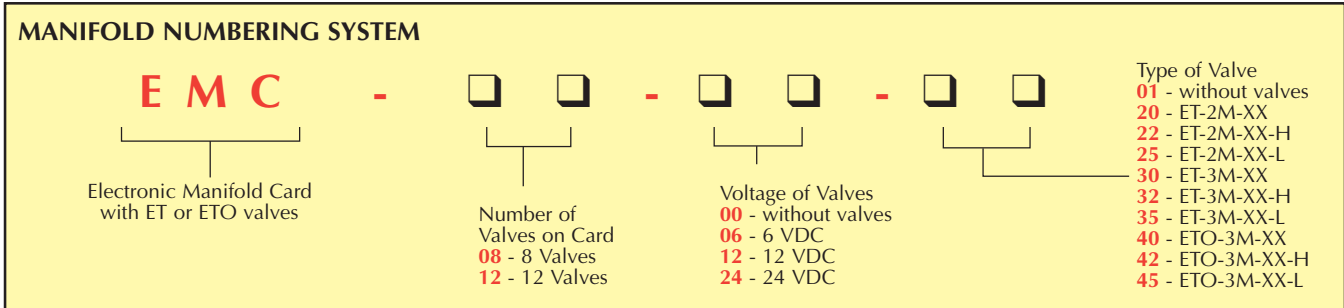 MANIFOLD NUMBERING SYSTEM
E M C - ❑ ❑ - ❑ ❑ - ❑ ❑
Electronic Manifold Card
with ET or ETO valves
Number of
Valves on Card
08 - 8 Valves
12 - 12 Valves
Voltage of Valves
00 - without valves
06 - 6 VDC
12 - 12 VDC
24 - 24 VDC
Type of Valve
01 - without valves
20 - ET-2M-XX
22 - ET-2M-XX-H
25 - ET-2M-XX-L
30 - ET-3M-XX
32 - ET-3M-XX-H
35 - ET-3M-XX-L
40 - ETO-3M-XX
42 - ETO-3M-XX-H
45 - ETO-3M-XX-L